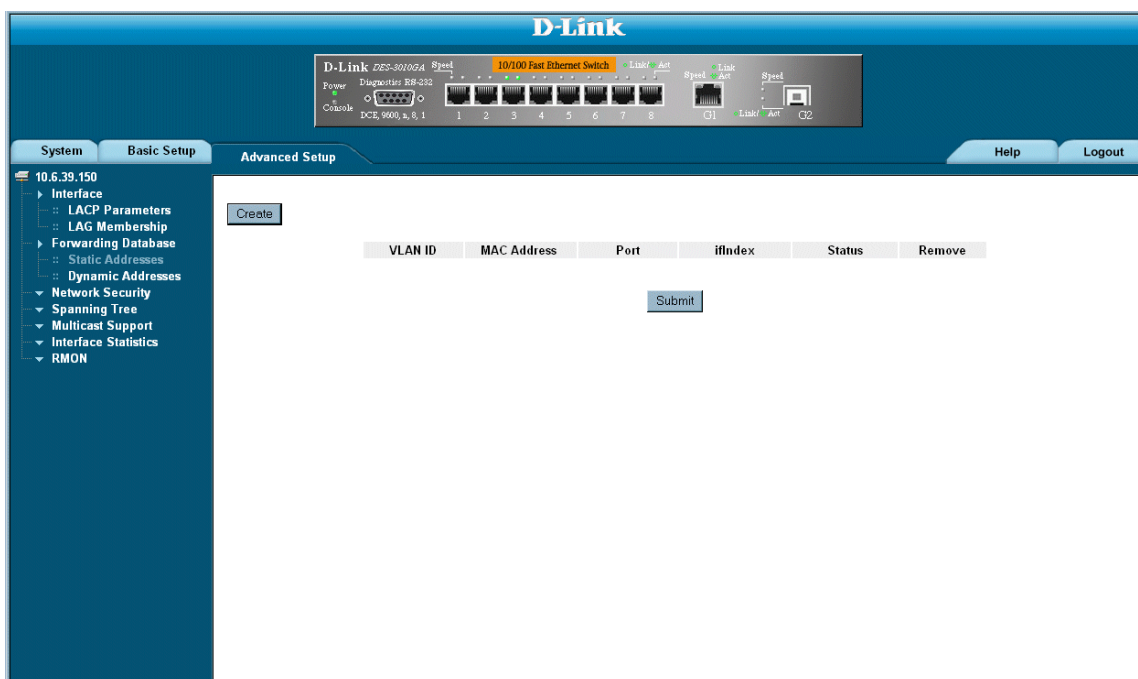 D-Link
D-Link DES-3010GA Speed 10/100 Fast Ethernet Switch Link/ Act
Speed Link Act Speed
Power Diagnostics RS-232
Console
DCE, 9600, n, 8, 1
1 2 3 4 5 6 7 8 G1 Link/ Act G2
System Basic Setup Advanced Setup Help Logout
10.6.39.150
Interface
LACP Parameters
LAG Membership
Forwarding Database
Static Addresses
Dynamic Addresses
Network Security
Spanning Tree
Multicast Support
Interface Statistics
RMON
Create
VLAN ID MAC Address Port ifIndex Status Remove
Submit